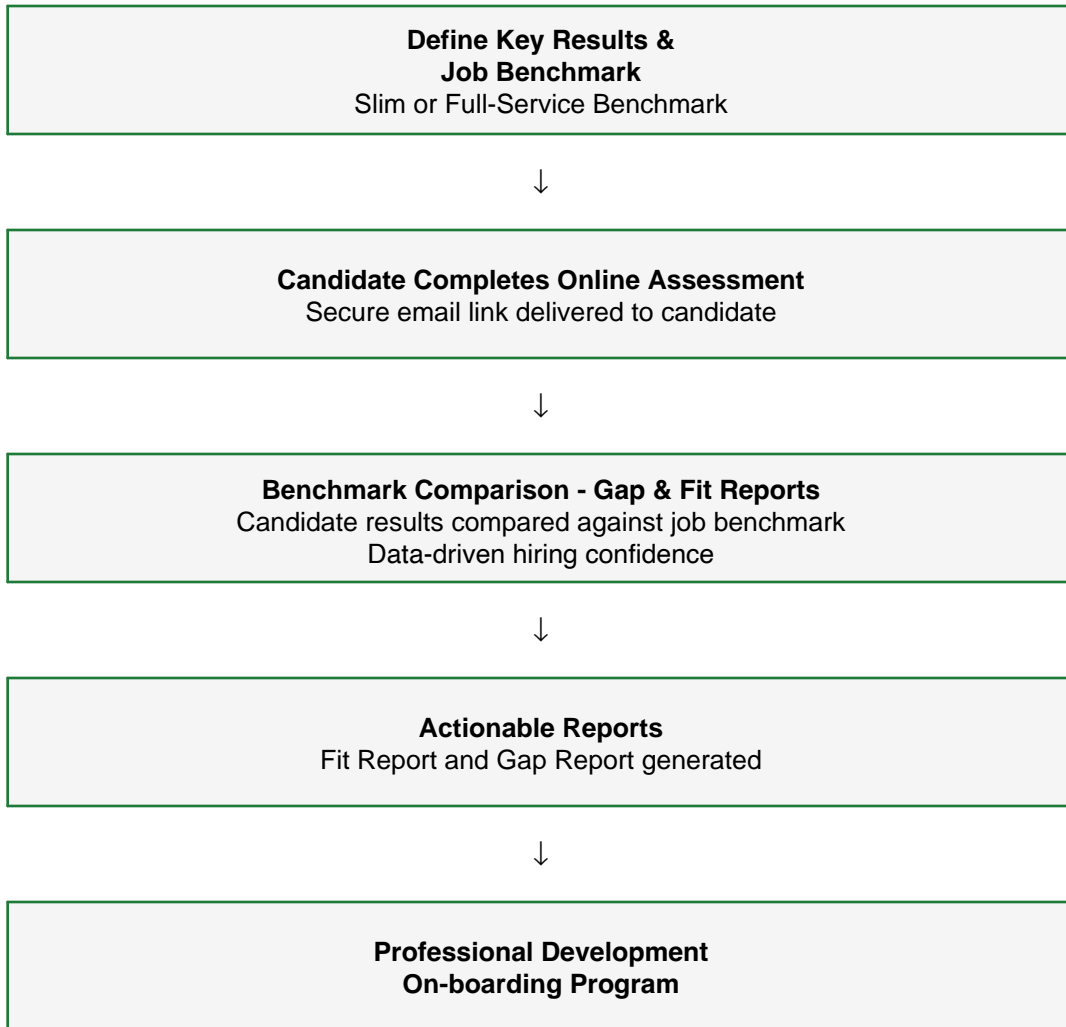 Define Key Results &
Job Benchmark
Slim or Full-Service Benchmark
↓
Candidate Completes Online Assessment
Secure email link delivered to candidate
↓
Benchmark Comparison - Gap & Fit Reports
Candidate results compared against job benchmark
Data-driven hiring confidence
↓
Actionable Reports
Fit Report and Gap Report generated
↓
Professional Development
On-boarding Program